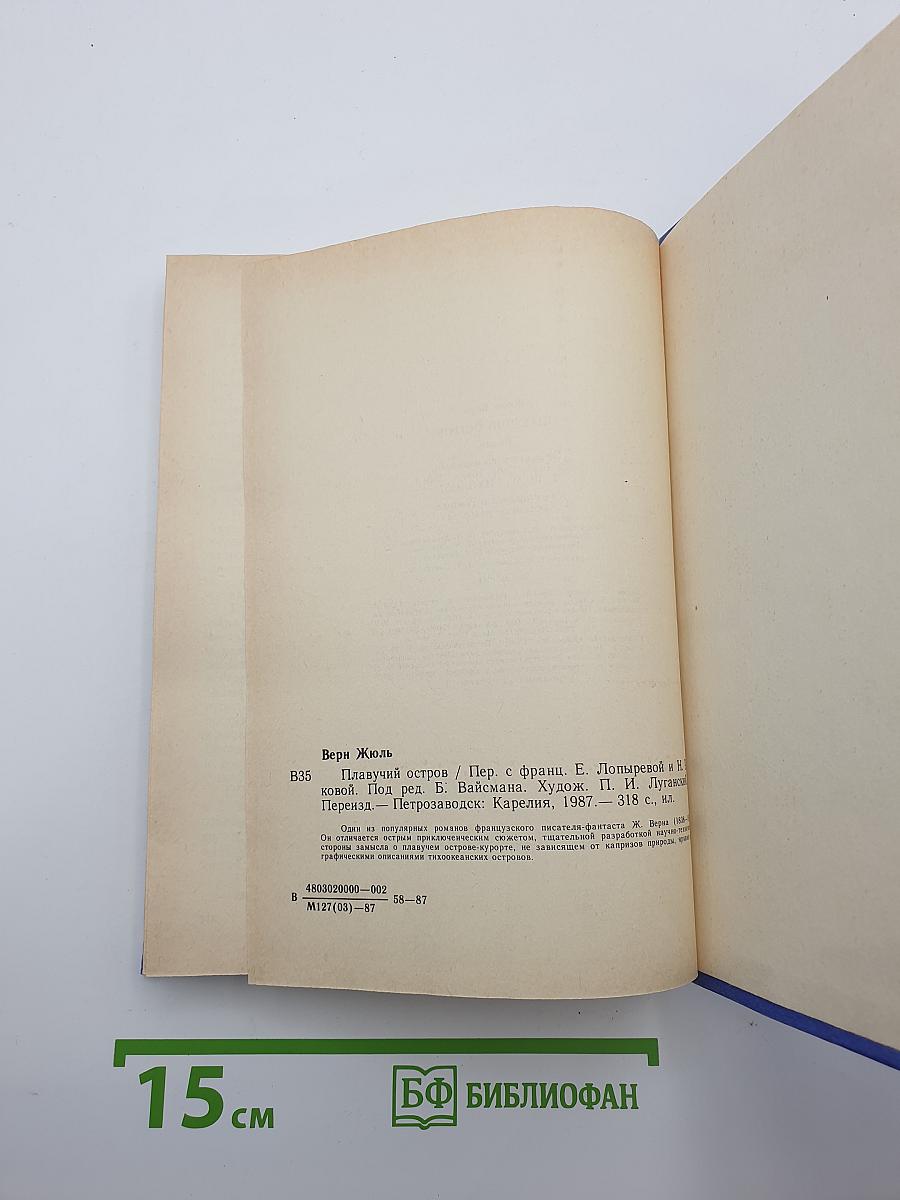 Верн Жюль
В35 Плавучий остров / Пер. с франц. Е. Лопыревой и Н.
ковой. Под ред. Б. Вайсмана. Худож. П. И. Луганский
Переизд.— Петрозаводск: Карелия, 1987.— 318 с., ил.
Один из популярных романов французского писателя-фантаста Ж. Верна
Он отличается острым приключенческим сюжетом, тщательной разработкой
стороны замысла о плавучем острове-курорте, не зависящем от капризов природы,
графическими описаниями тихоокеанских островов.
4803020000—002
В М127(03)—87 58—87
15 см
БФ БИБЛИОФАН